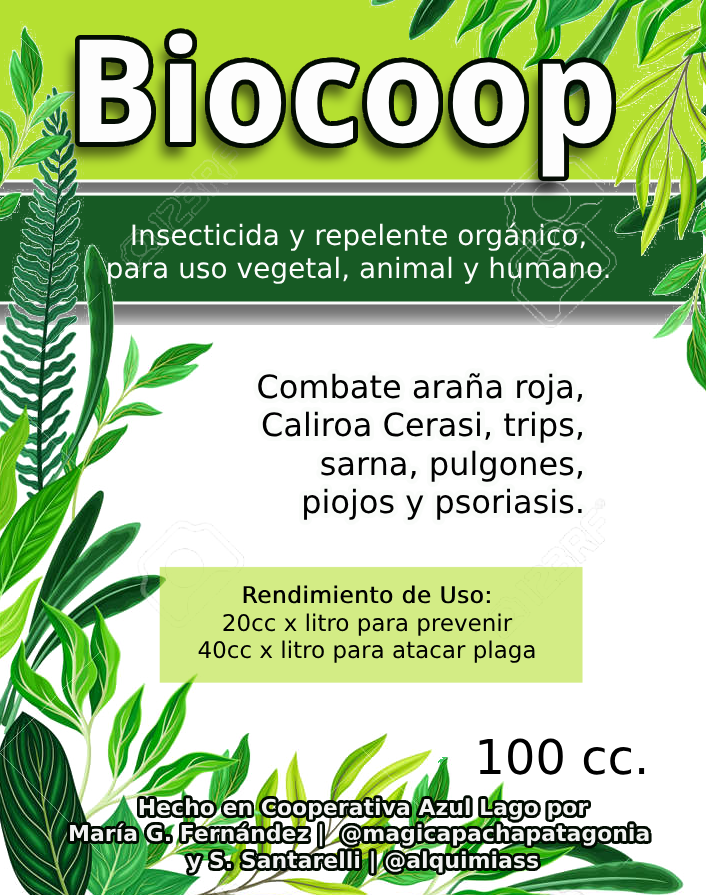 Biocoop
Insecticida y repelente orgánico,
para uso vegetal, animal y humano.
Combate araña roja,
Caliroa Cerasi, trips,
sarna, pulgones,
piojos y psoriasis.
Rendimiento de Uso:
20cc x litro para prevenir
40cc x litro para atacar plaga
100 cc.
Hecho en Cooperativa Azul Lago por
María G. Fernández | @magicapachapatagonia
y S. Santarelli | @alquimiass
123RF
123RF